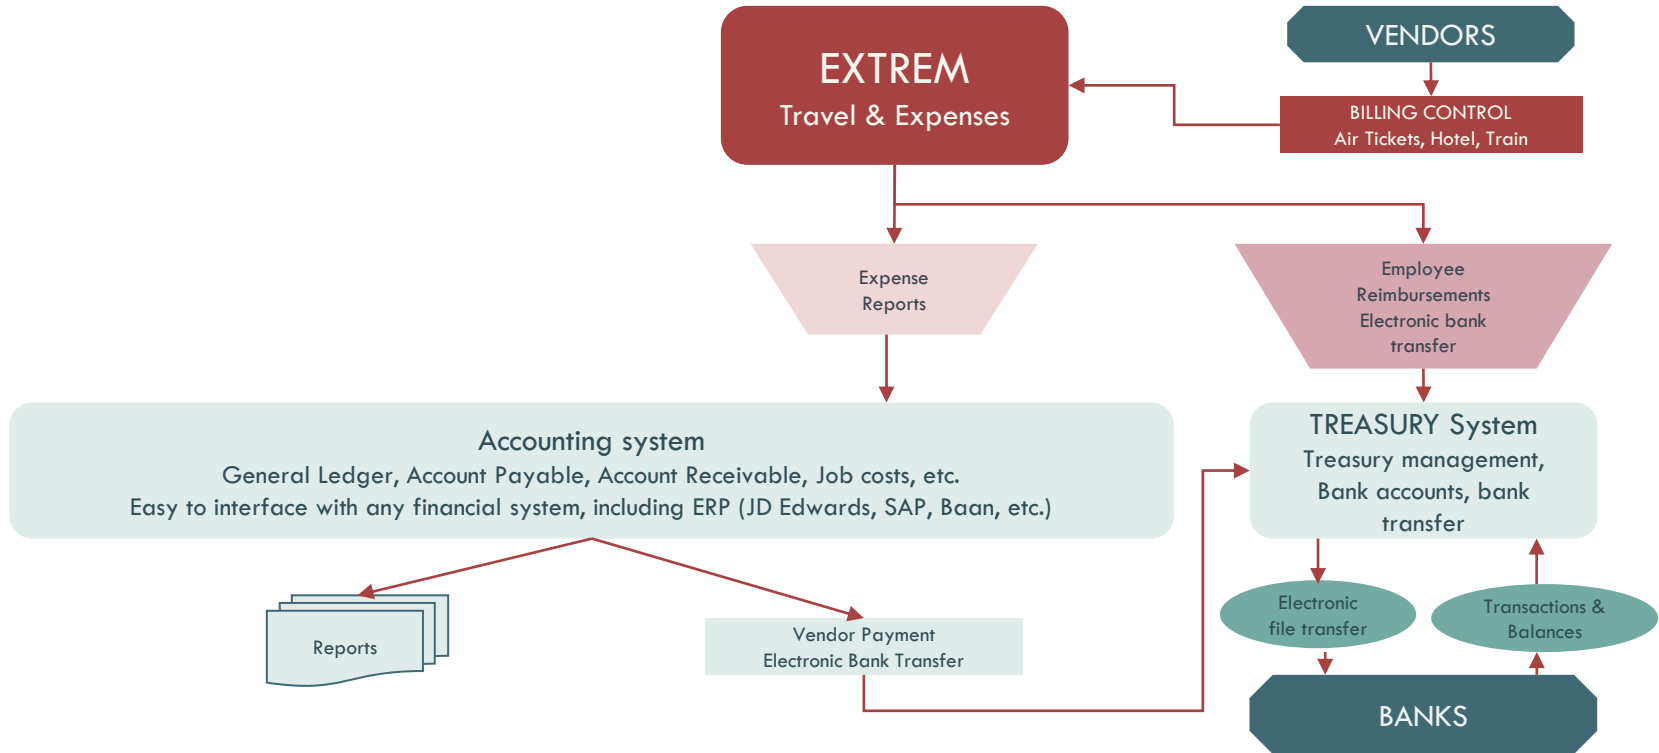 EXTREM
Travel & Expenses
VENDORS
BILLING CONTROL
Air Tickets, Hotel, Train
Expense
Reports
Employee
Reimbursements
Electronic bank
transfer
Accounting system
General Ledger, Account Payable, Account Receivable, Job costs, etc.
Easy to interface with any financial system, including ERP (JD Edwards, SAP, Baan, etc.)
TREASURY System
Treasury management,
Bank accounts, bank
transfer
Reports
Vendor Payment
Electronic Bank Transfer
Electronic
file transfer
Transactions &
Balances
BANKS